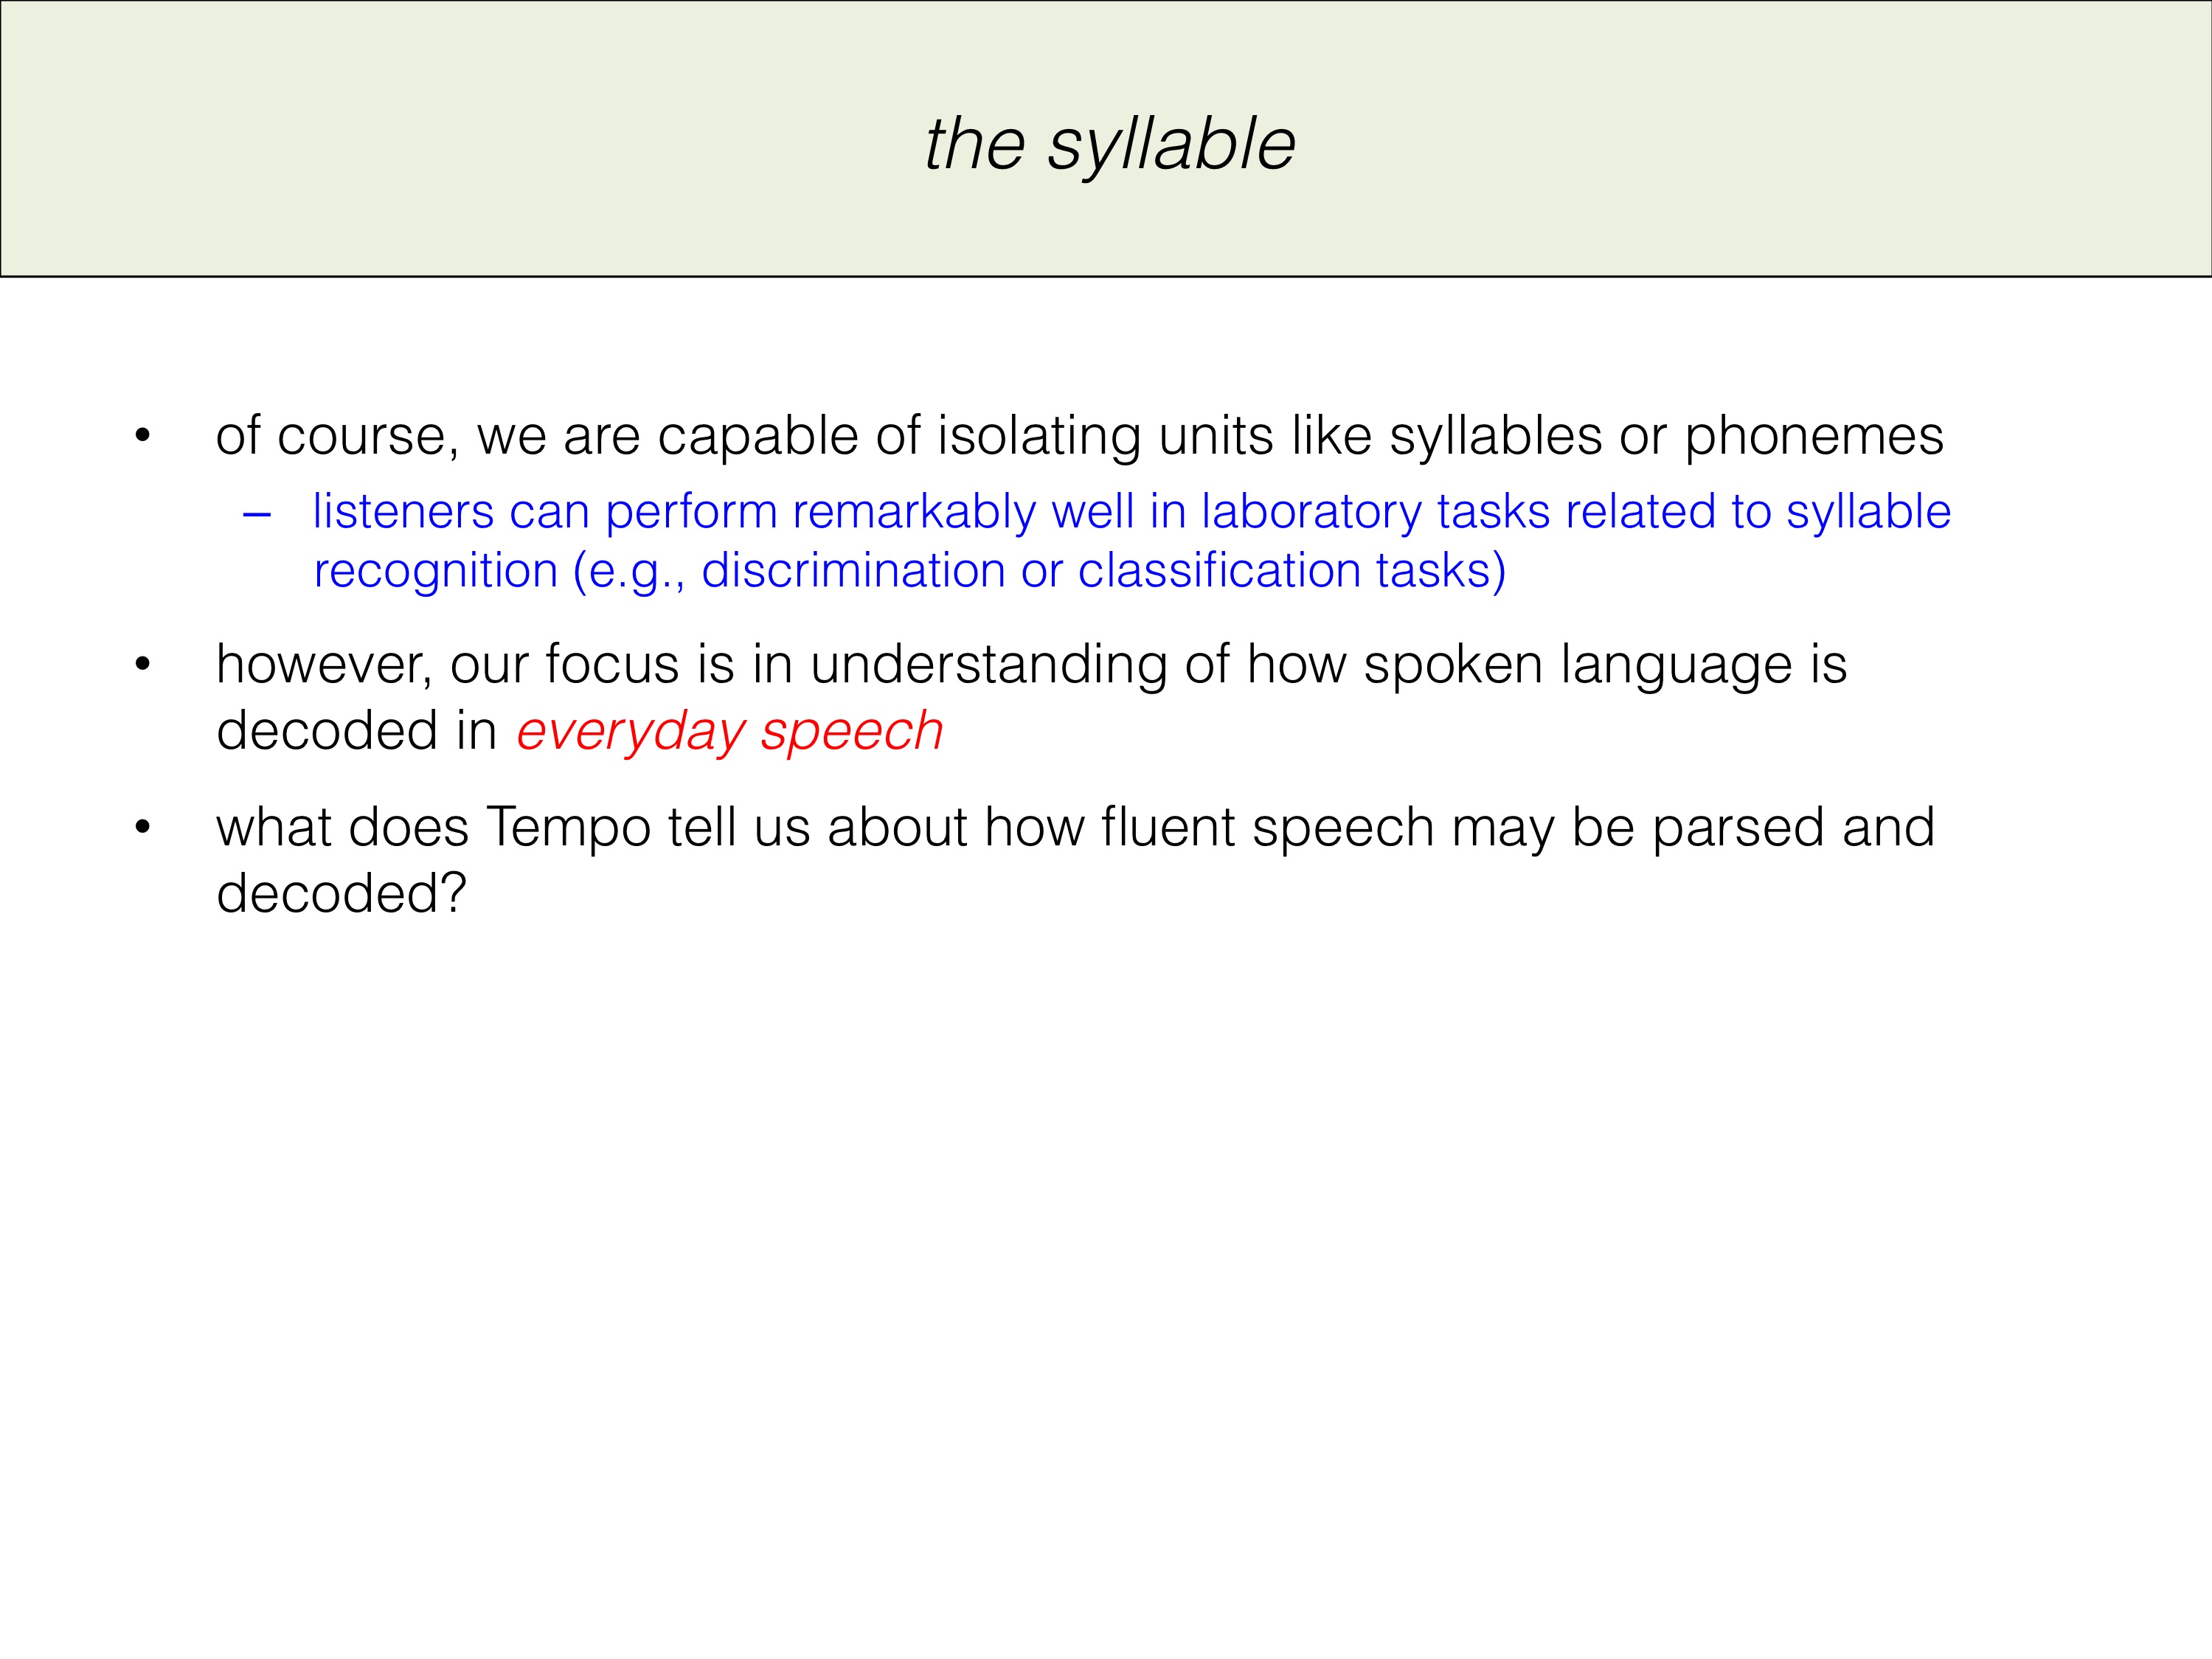 the syllable
• of course, we are capable of isolating units like syllables or phonemes
– listeners can perform remarkably well in laboratory tasks related to syllable
recognition (e.g., discrimination or classification tasks)
• however, our focus is in understanding of how spoken language is
decoded in everyday speech
• what does Tempo tell us about how fluent speech may be parsed and
decoded?